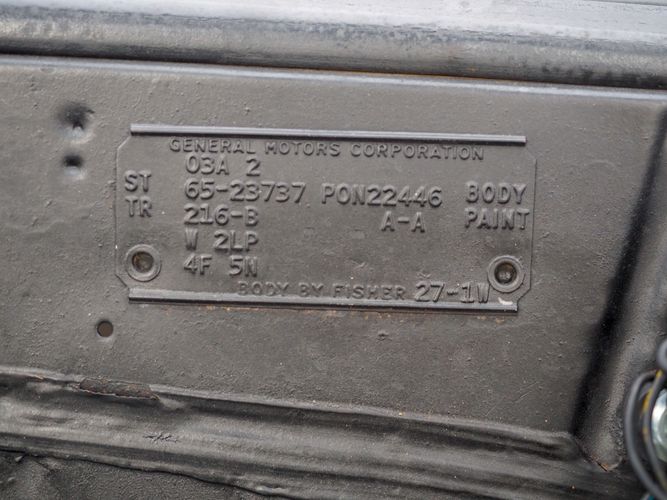 GENERAL MOTORS CORPORATION
03A 2
ST 65-23737 PON22446 BODY
TR 216-B A-A PAINT
W 2LP
4F 5N
BODY BY FISHER 27-1W